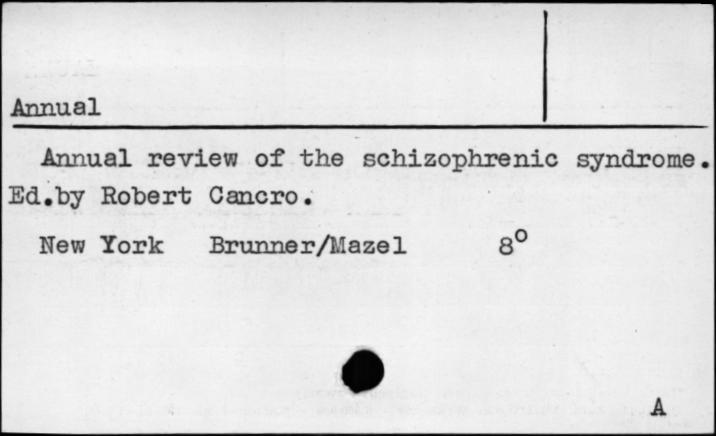 Annual
Annual review of the schizophrenic syndrome.
Ed.by Robert Cancro.
New York Brunner/Mazel 8°
A